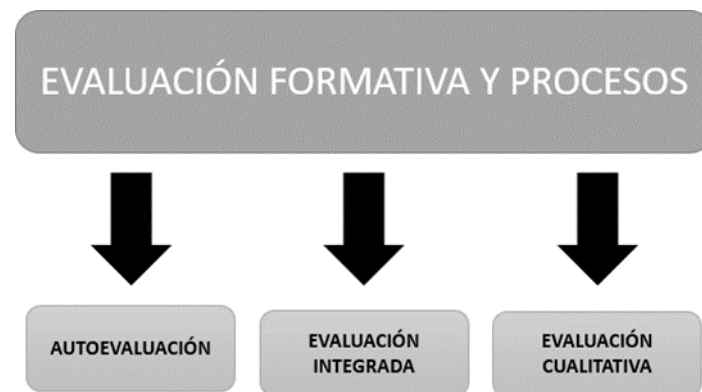 EVALUACIÓN FORMATIVA Y PROCESOS
AUTOEVALUACIÓN
EVALUACIÓN
INTEGRADA
EVALUACIÓN
CUALITATIVA